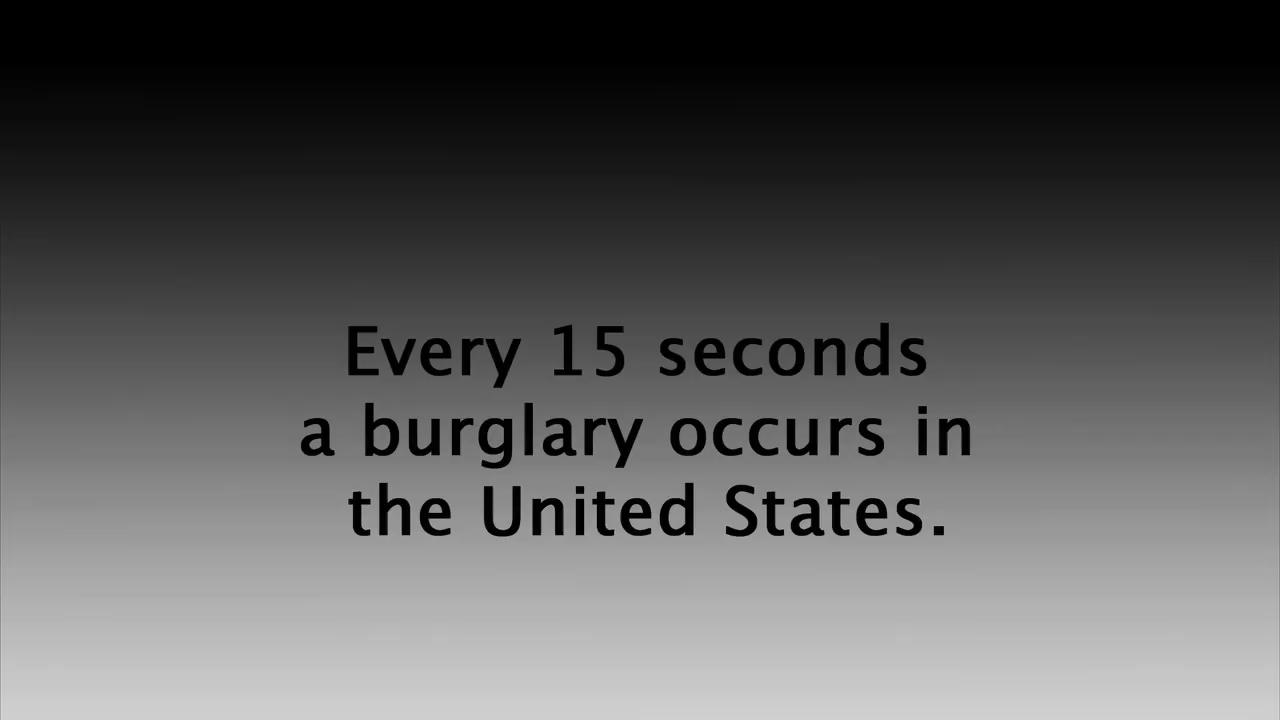 Every 15 seconds
a burglary occurs in
the United States.